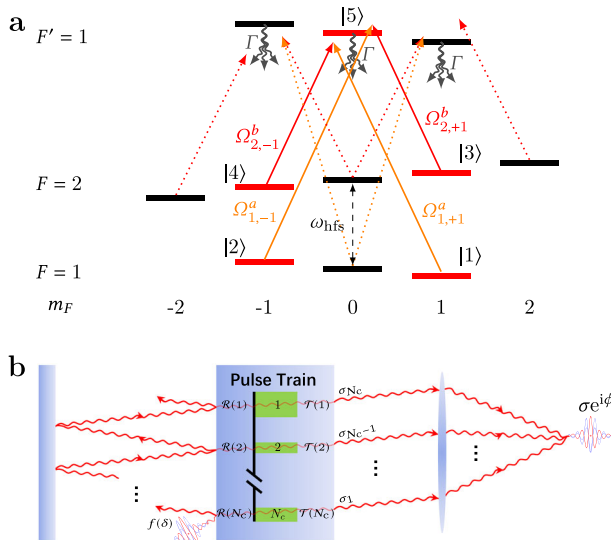 a
F′ = 1
|5⟩
Γ
Γ
Γ
Ω^b_{2,−1}
Ω^b_{2,+1}
|3⟩
F = 2
|4⟩
Ω^a_{1,−1}
Ω^a_{1,+1}
ω_hfs
|2⟩
|1⟩
F = 1
m_F
-2
-1
0
1
2
b
Pulse Train
R(1) 1 T(1)
σ_{Nc}
R(2) 2 T(2)
σ_{Nc−1}
...
...
...
R(N_c) N_c T(N_c)
σ_1
f(δ)
σe^{iϕ}